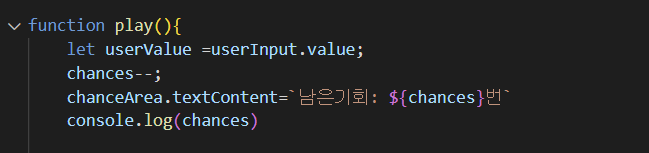 function play(){
let userValue =userInput.value;
chances--;
chanceArea.textContent=`남은기회: ${chances}번`
console.log(chances)